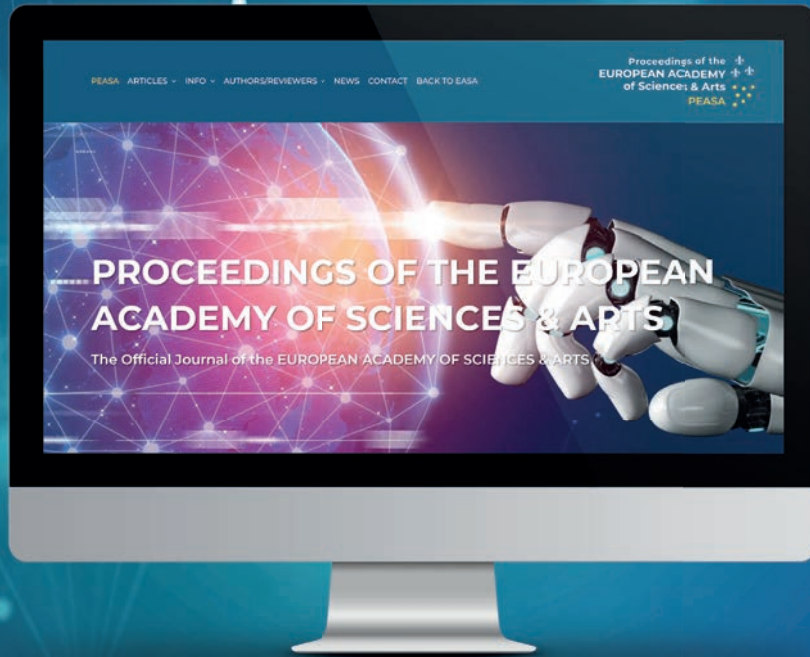 PEASA ARTICLES INFO AUTHORS/REVIEWERS NEWS CONTACT BACK TO EASA
Proceedings of the
EUROPEAN ACADEMY
of Sciences & Arts
PEASA
PROCEEDINGS OF THE EUROPEAN
ACADEMY OF SCIENCES & ARTS
The Official Journal of the EUROPEAN ACADEMY OF SCIENCES & ARTS